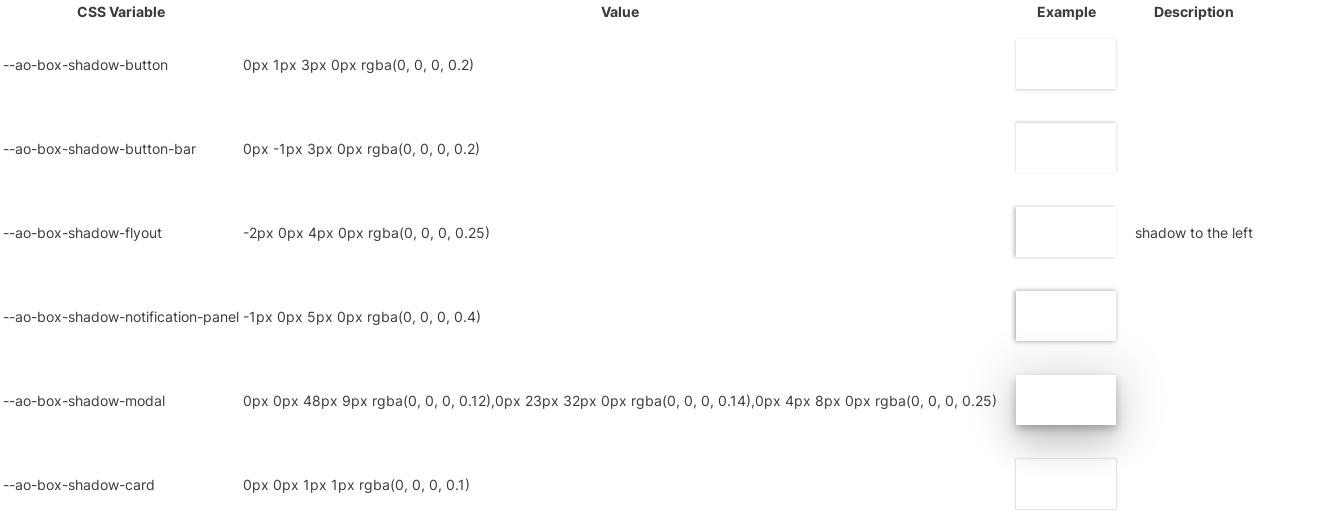 CSS Variable Value Example Description
--ao-box-shadow-button 0px 1px 3px 0px rgba(0, 0, 0, 0.2)
--ao-box-shadow-button-bar 0px -1px 3px 0px rgba(0, 0, 0, 0.2)
--ao-box-shadow-flyout -2px 0px 4px 0px rgba(0, 0, 0, 0.25) shadow to the left
--ao-box-shadow-notification-panel -1px 0px 5px 0px rgba(0, 0, 0, 0.4)
--ao-box-shadow-modal 0px 0px 48px 9px rgba(0, 0, 0, 0.12),0px 23px 32px 0px rgba(0, 0, 0, 0.14),0px 4px 8px 0px rgba(0, 0, 0, 0.25)
--ao-box-shadow-card 0px 0px 1px 1px rgba(0, 0, 0, 0.1)